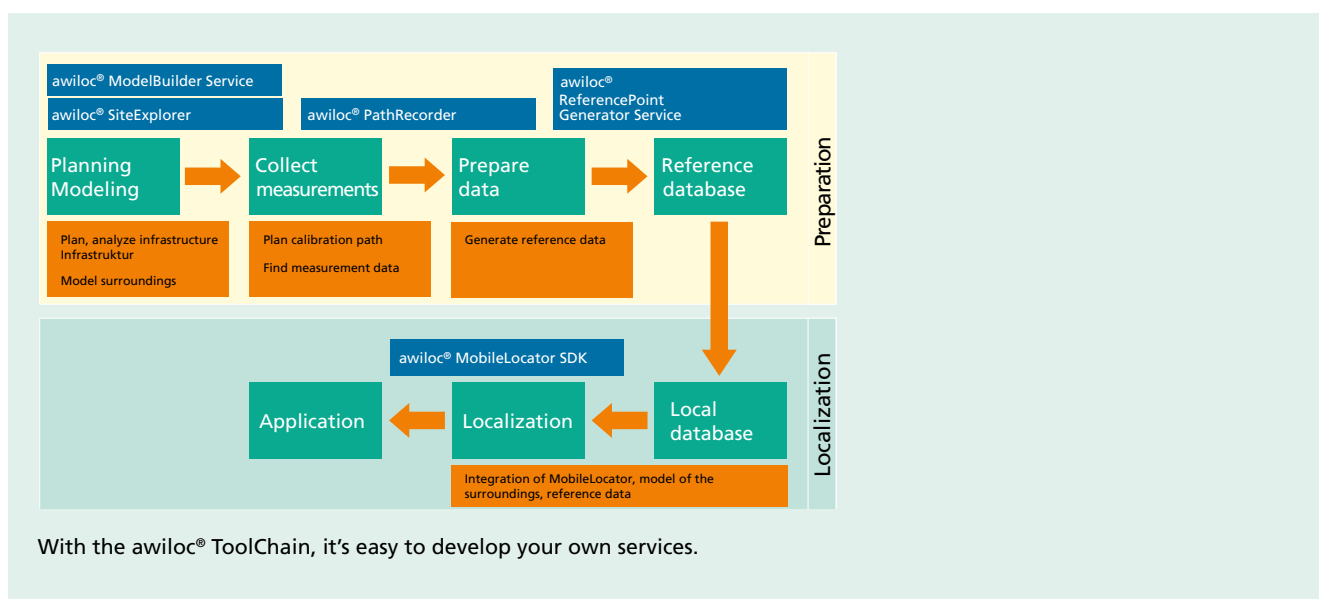 awiloc® ModelBuilder Service
awiloc® SiteExplorer
awiloc® PathRecorder
awiloc®
ReferencePoint
Generator Service
Planning
Modeling
Collect
measurements
Prepare
data
Reference
database
Plan, analyze infrastructure
Infrastruktur
Model surroundings
Plan calibration path
Find measurement data
Generate reference data
Preparation
awiloc® MobileLocator SDK
Application
Localization
Local
database
Integration of MobileLocator, model of the
surroundings, reference data
Localization
With the awiloc® ToolChain, it's easy to develop your own services.